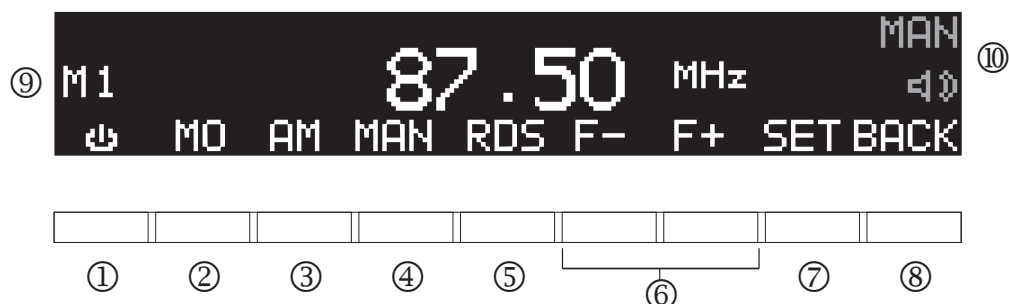 MAN
⑨ M1 87.50 MHz ⑩
MO AM MAN RDS F- F+ SET BACK
① ② ③ ④ ⑤ ⑥ ⑦ ⑧